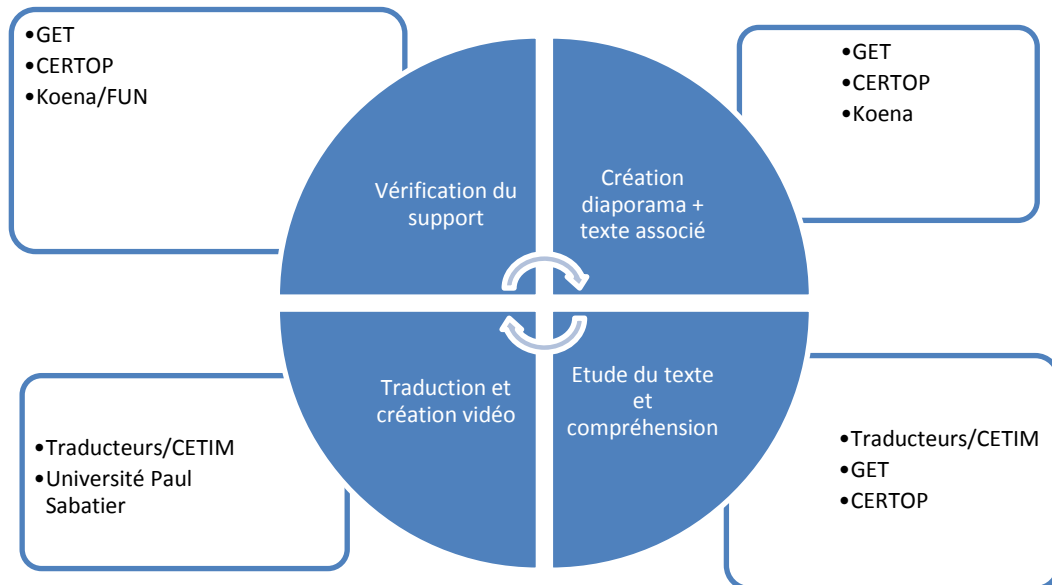 •GET
•CERTOP
•Koena/FUN
•GET
•CERTOP
•Koena
Vérification du
support
Création
diaporama +
texte associé
Traduction et
création vidéo
Etude du texte
et
compréhension
•Traducteurs/CETIM
•Université Paul
Sabatier
•Traducteurs/CETIM
•GET
•CERTOP